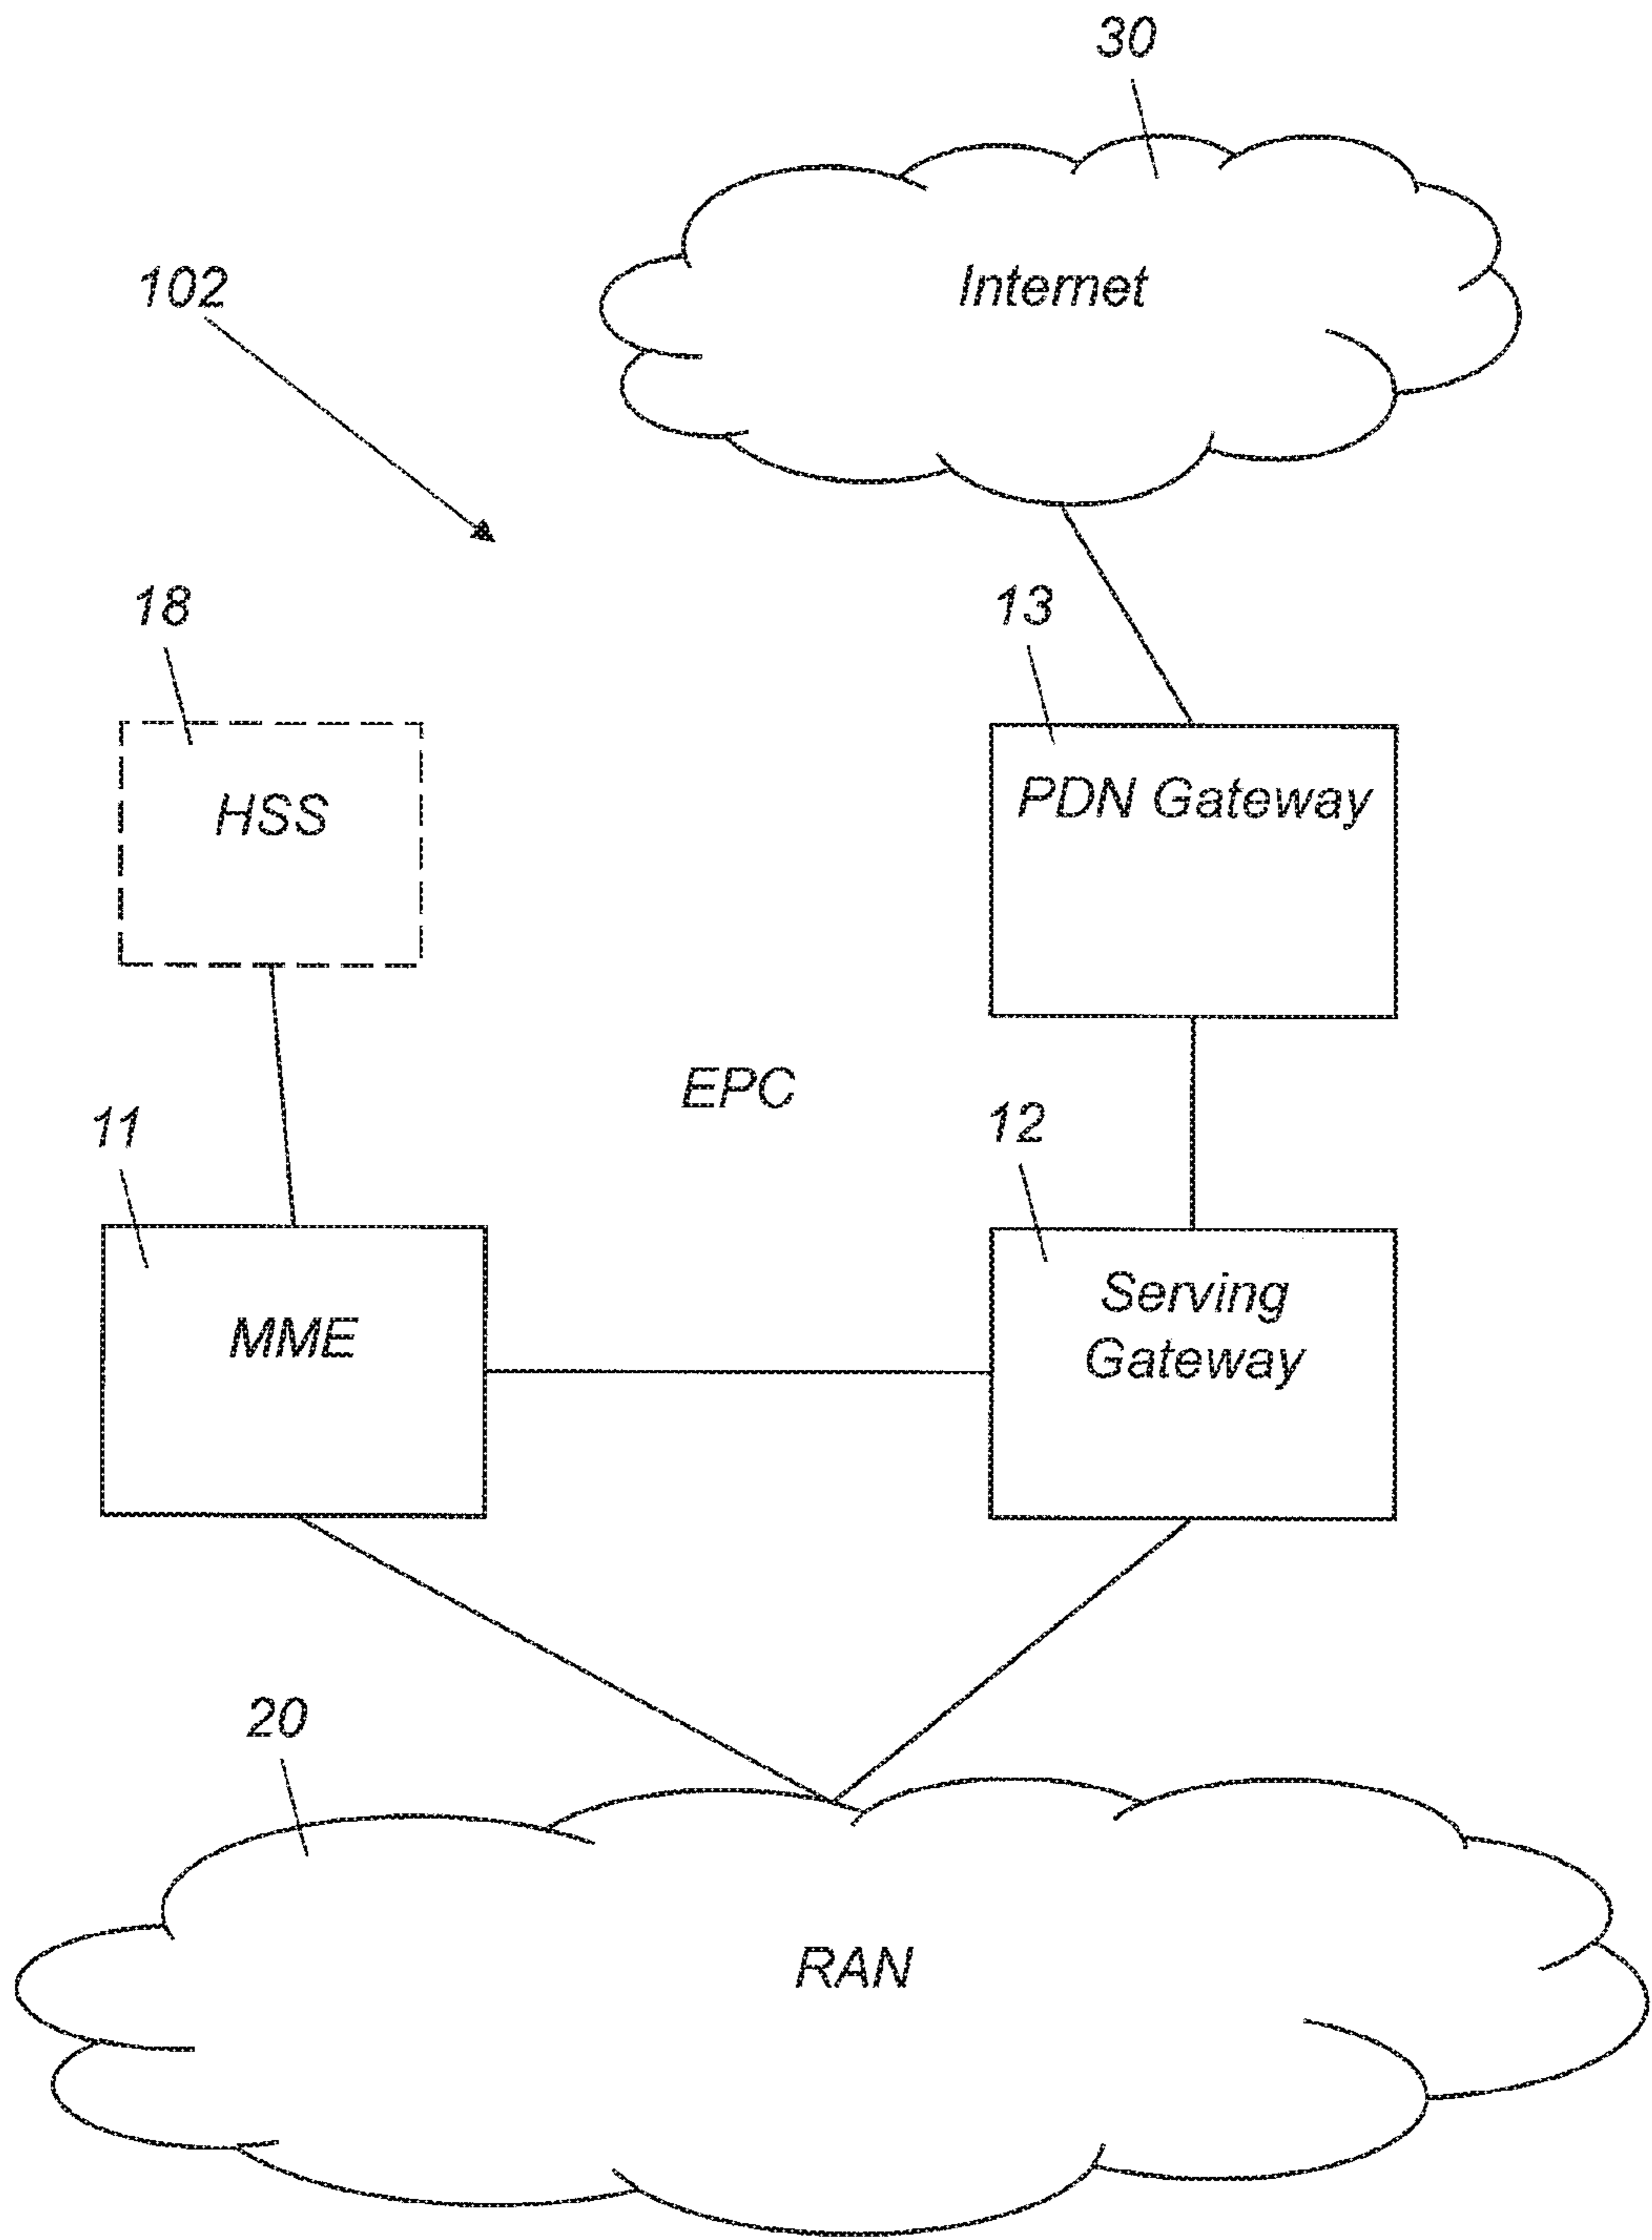 30
Internet
102
18
13
HSS
PDN Gateway
EPC
11
12
MME
Serving
Gateway
20
RAN